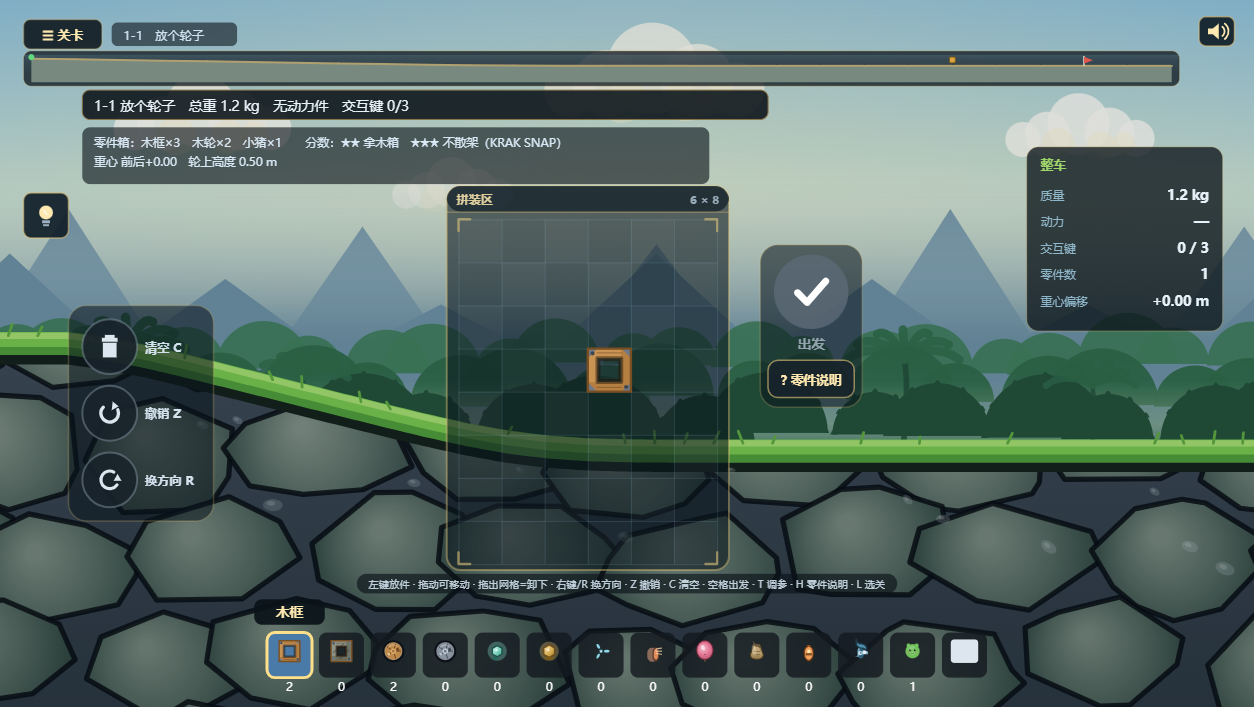 ☰ 关卡
1-1 放个轮子
1-1 放个轮子 总重 1.2 kg 无动力件 交互键 0/3
零件箱：木框×3 木轮×2 小猪×1 分数：★★ 拿木箱 ★★★ 不散架（KRAK SNAP）
重心 前后+0.00 轮上高度 0.50 m
拼装区 6 × 8
整车
质量 1.2 kg
动力 —
交互键 0 / 3
零件数 1
重心偏移 +0.00 m
出发
? 零件说明
清空 C
撤销 Z
换方向 R
左键放件 · 拖动可移动 · 拖出网格=卸下 · 右键/R 换方向 · Z 撤销 · C 清空 · 空格出发 · T 调参 · H 零件说明 · L 选关
木框
2 0 2 0 0 0 0 0 0 0 0 0 1